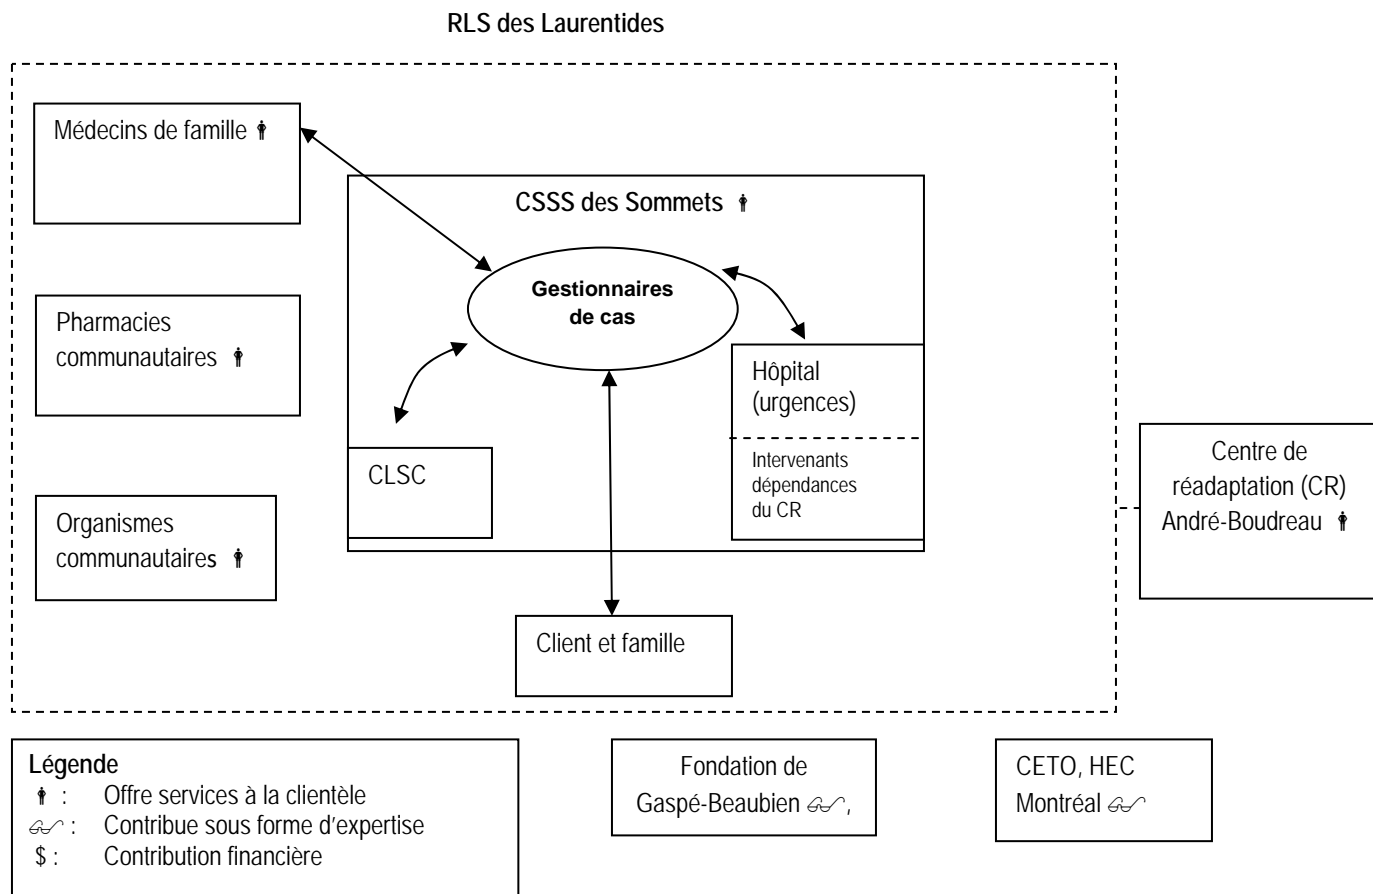 RLS des Laurentides
Médecins de famille
CSSS des Sommets
Gestionnaires
de cas
Pharmacies
communautaires
Hôpital
(urgences)
Intervenants
dépendances
du CR
CLSC
Organismes
communautaires
Centre de
réadaptation (CR)
André-Boudreau
Client et famille
Légende
: Offre services à la clientèle
: Contribue sous forme d'expertise
$ : Contribution financière
Fondation de
Gaspé-Beaubien ,
CETO, HEC
Montréal